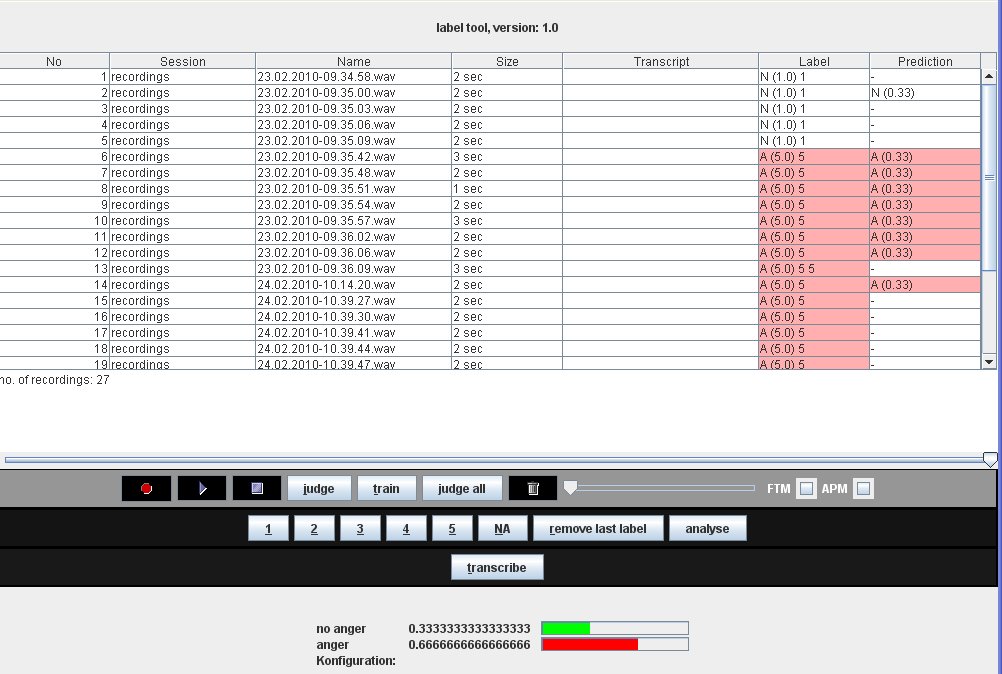 label tool, version: 1.0
No Session Name Size Transcript Label Prediction
1 recordings 23.02.2010-09.34.58.wav 2 sec N (1.0) 1 -
2 recordings 23.02.2010-09.35.00.wav 2 sec N (1.0) 1 N (0.33)
3 recordings 23.02.2010-09.35.03.wav 2 sec N (1.0) 1 -
4 recordings 23.02.2010-09.35.06.wav 2 sec N (1.0) 1 -
5 recordings 23.02.2010-09.35.09.wav 2 sec N (1.0) 1 -
6 recordings 23.02.2010-09.35.42.wav 3 sec A (5.0) 5 A (0.33)
7 recordings 23.02.2010-09.35.48.wav 2 sec A (5.0) 5 A (0.33)
8 recordings 23.02.2010-09.35.51.wav 1 sec A (5.0) 5 A (0.33)
9 recordings 23.02.2010-09.35.54.wav 2 sec A (5.0) 5 A (0.33)
10 recordings 23.02.2010-09.35.57.wav 3 sec A (5.0) 5 A (0.33)
11 recordings 23.02.2010-09.36.02.wav 2 sec A (5.0) 5 A (0.33)
12 recordings 23.02.2010-09.36.06.wav 2 sec A (5.0) 5 A (0.33)
13 recordings 23.02.2010-09.36.09.wav 3 sec A (5.0) 5 5 -
14 recordings 24.02.2010-10.14.20.wav 2 sec A (5.0) 5 A (0.33)
15 recordings 24.02.2010-10.39.27.wav 2 sec A (5.0) 5 -
16 recordings 24.02.2010-10.39.30.wav 2 sec A (5.0) 5 -
17 recordings 24.02.2010-10.39.41.wav 2 sec A (5.0) 5 -
18 recordings 24.02.2010-10.39.44.wav 2 sec A (5.0) 5 -
19 recordings 24.02.2010-10.39.47.wav 2 sec A (5.0) 5 -
no. of recordings: 27
judge train judge all FTM APM
1 2 3 4 5 NA remove last label analyse
transcribe
no anger 0.3333333333333333
anger 0.6666666666666666
Konfiguration: